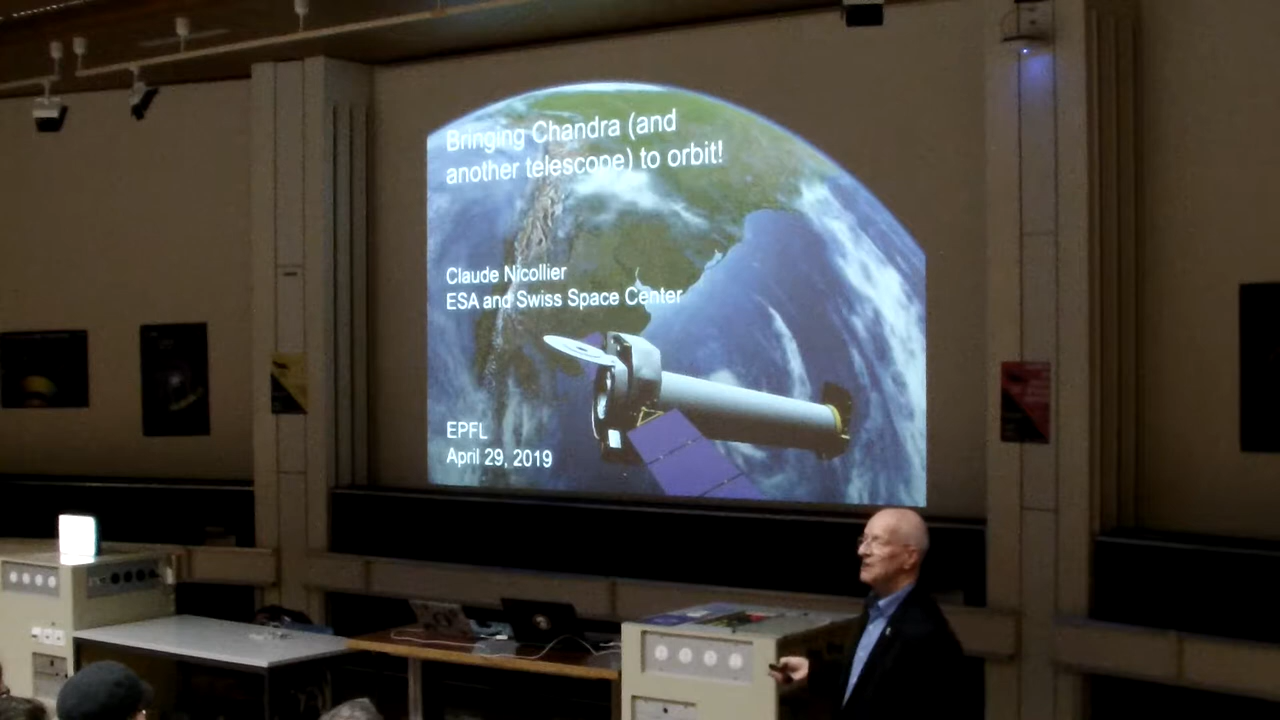 Bringing Chandra (and
another telescope) to orbit!
Claude Nicollier
ESA and Swiss Space Center
EPFL
April 29, 2019